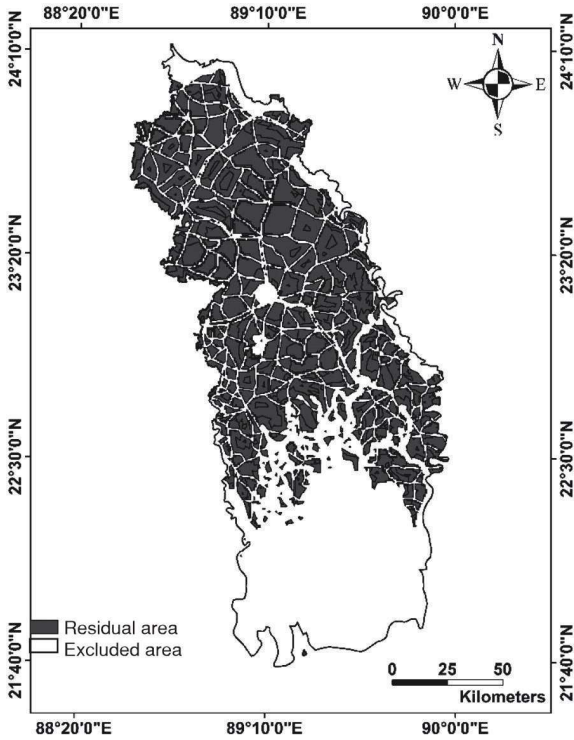 88°20'0"E 89°10'0"E 90°0'0"E
24°10'0"N 24°10'0"N
N
W E
S
23°20'0"N 23°20'0"N
22°30'0"N 22°30'0"N
Residual area
Excluded area
21°40'0"N 21°40'0"N
0 25 50
Kilometers
88°20'0"E 89°10'0"E 90°0'0"E